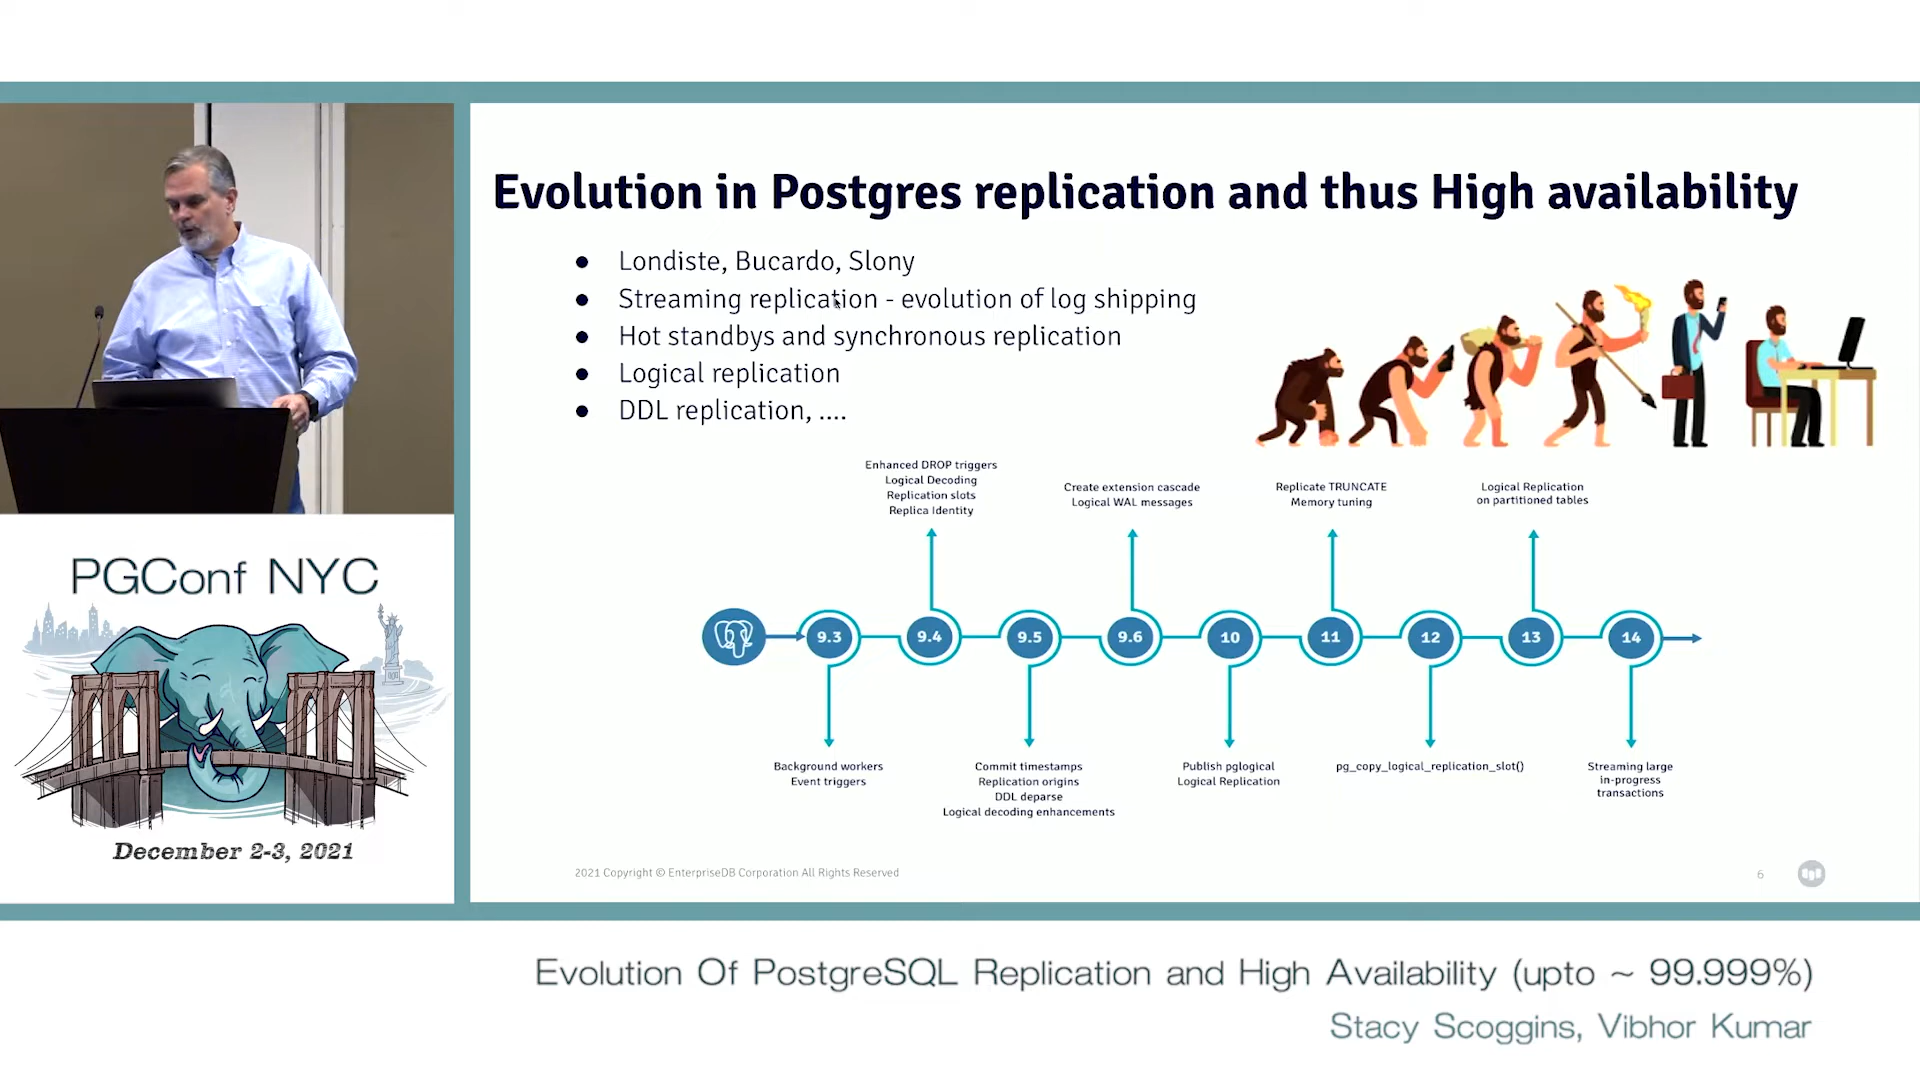 Evolution in Postgres replication and thus High availability
● Londiste, Bucardo, Slony
● Streaming replication - evolution of log shipping
● Hot standbys and synchronous replication
● Logical replication
● DDL replication, ....
Enhanced DROP triggers
Logical Decoding
Replication slots
Replica Identity
Create extension cascade
Logical WAL messages
Replicate TRUNCATE
Memory tuning
Logical Replication
on partitioned tables
9.3
9.4
9.5
9.6
10
11
12
13
14
Background workers
Event triggers
Commit timestamps
Replication origins
DDL deparse
Logical decoding enhancements
Publish pglogical
Logical Replication
pg_copy_logical_replication_slot()
Streaming large
in-progress
transactions
2021 Copyright © EnterpriseDB Corporation All Rights Reserved
6
PGConf NYC
December 2-3, 2021
Evolution Of PostgreSQL Replication and High Availability (upto ~ 99.999%)
Stacy Scoggins, Vibhor Kumar